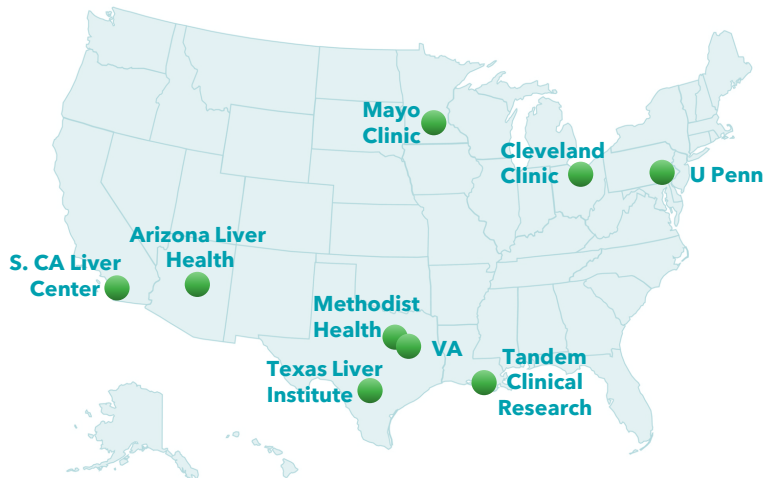 Mayo
Clinic
Cleveland
Clinic
U Penn
Arizona Liver
Health
S. CA Liver
Center
Methodist
Health
VA
Texas Liver
Institute
Tandem
Clinical
Research